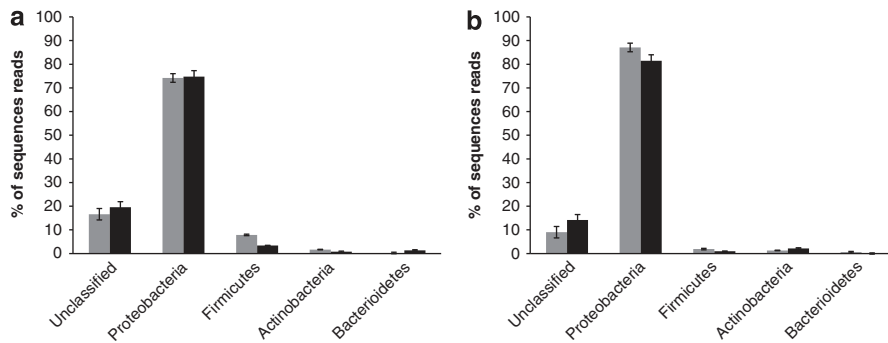 a
% of sequences reads
100
90
80
70
60
50
40
30
20
10
0
Unclassified
Proteobacteria
Firmicutes
Actinobacteria
Bacterioidetes
b
% of sequences reads
100
90
80
70
60
50
40
30
20
10
0
Unclassified
Proteobacteria
Firmicutes
Actinobacteria
Bacterioidetes